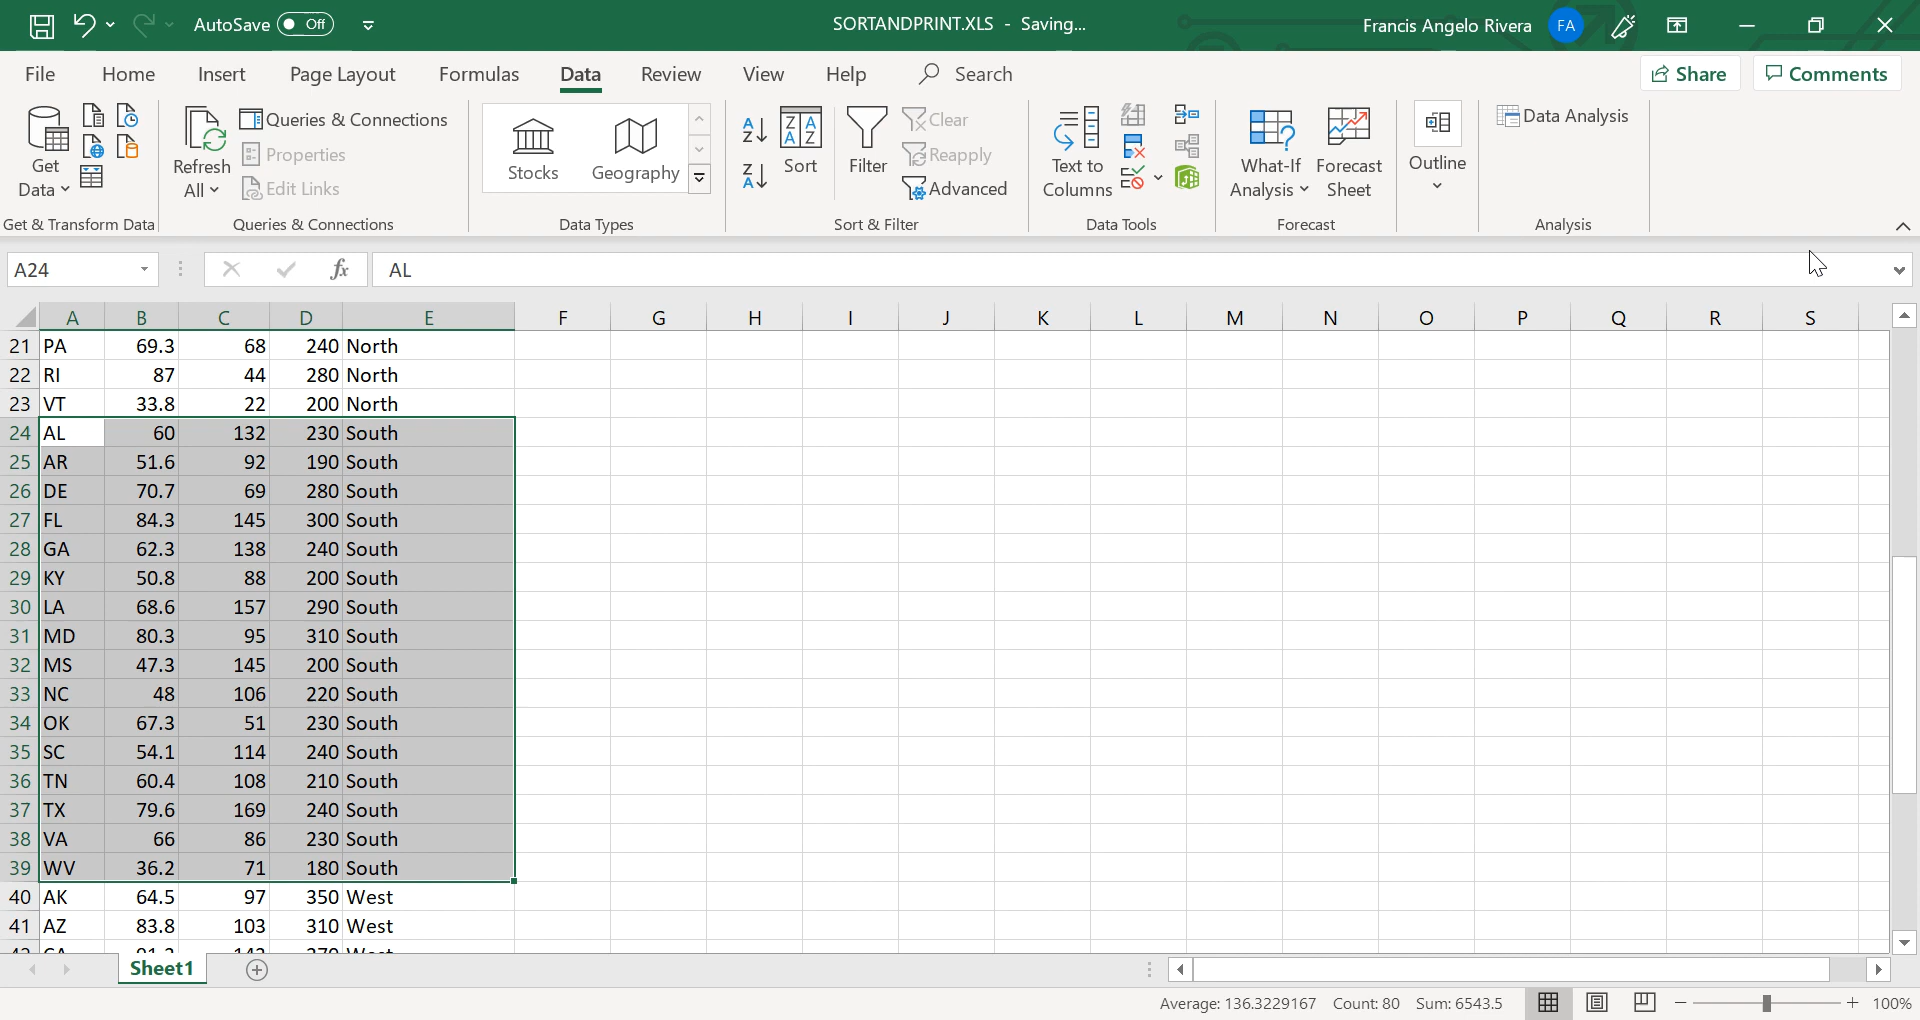 AutoSave Off SORTANDPRINT.XLS - Saving... Francis Angelo Rivera FA
File Home Insert Page Layout Formulas Data Review View Help Search Share Comments
Get Data
Refresh All
Queries & Connections
Properties
Edit Links
Stocks
Geography
Sort
Filter
Clear
Reapply
Advanced
Text to Columns
What-If Analysis
Forecast Sheet
Outline
Data Analysis
Get & Transform Data Queries & Connections Data Types Sort & Filter Data Tools Forecast Analysis
A24 fx AL
A B C D E F G H I J K L M N O P Q R S
21 PA 69.3 68 240 North
22 RI 87 44 280 North
23 VT 33.8 22 200 North
24 AL 60 132 230 South
25 AR 51.6 92 190 South
26 DE 70.7 69 280 South
27 FL 84.3 145 300 South
28 GA 62.3 138 240 South
29 KY 50.8 88 200 South
30 LA 68.6 157 290 South
31 MD 80.3 95 310 South
32 MS 47.3 145 200 South
33 NC 48 106 220 South
34 OK 67.3 51 230 South
35 SC 54.1 114 240 South
36 TN 60.4 108 210 South
37 TX 79.6 169 240 South
38 VA 66 86 230 South
39 WV 36.2 71 180 South
40 AK 64.5 97 350 West
41 AZ 83.8 103 310 West
Sheet1
Average: 136.3229167 Count: 80 Sum: 6543.5 100%